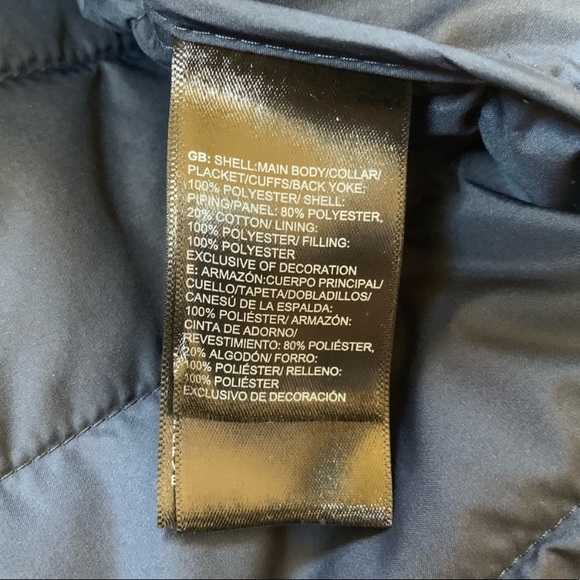 GB: SHELL:MAIN BODY/COLLAR/
PLACKET/CUFFS/BACK YOKE:
100% POLYESTER/ SHELL:
PIPING/PANEL: 80% POLYESTER,
20% COTTON/ LINING:
100% POLYESTER/ FILLING:
100% POLYESTER
EXCLUSIVE OF DECORATION
E: ARMAZÓN:CUERPO PRINCIPAL/
CUELLO/TAPETA/DOBLADILLOS/
CANESÚ DE LA ESPALDA:
100% POLIÉSTER/ ARMAZÓN:
CINTA DE ADORNO/
REVESTIMIENTO: 80% POLIÉSTER,
20% ALGODÓN/ FORRO:
100% POLIÉSTER/ RELLENO:
100% POLIÉSTER
EXCLUSIVO DE DECORACIÓN